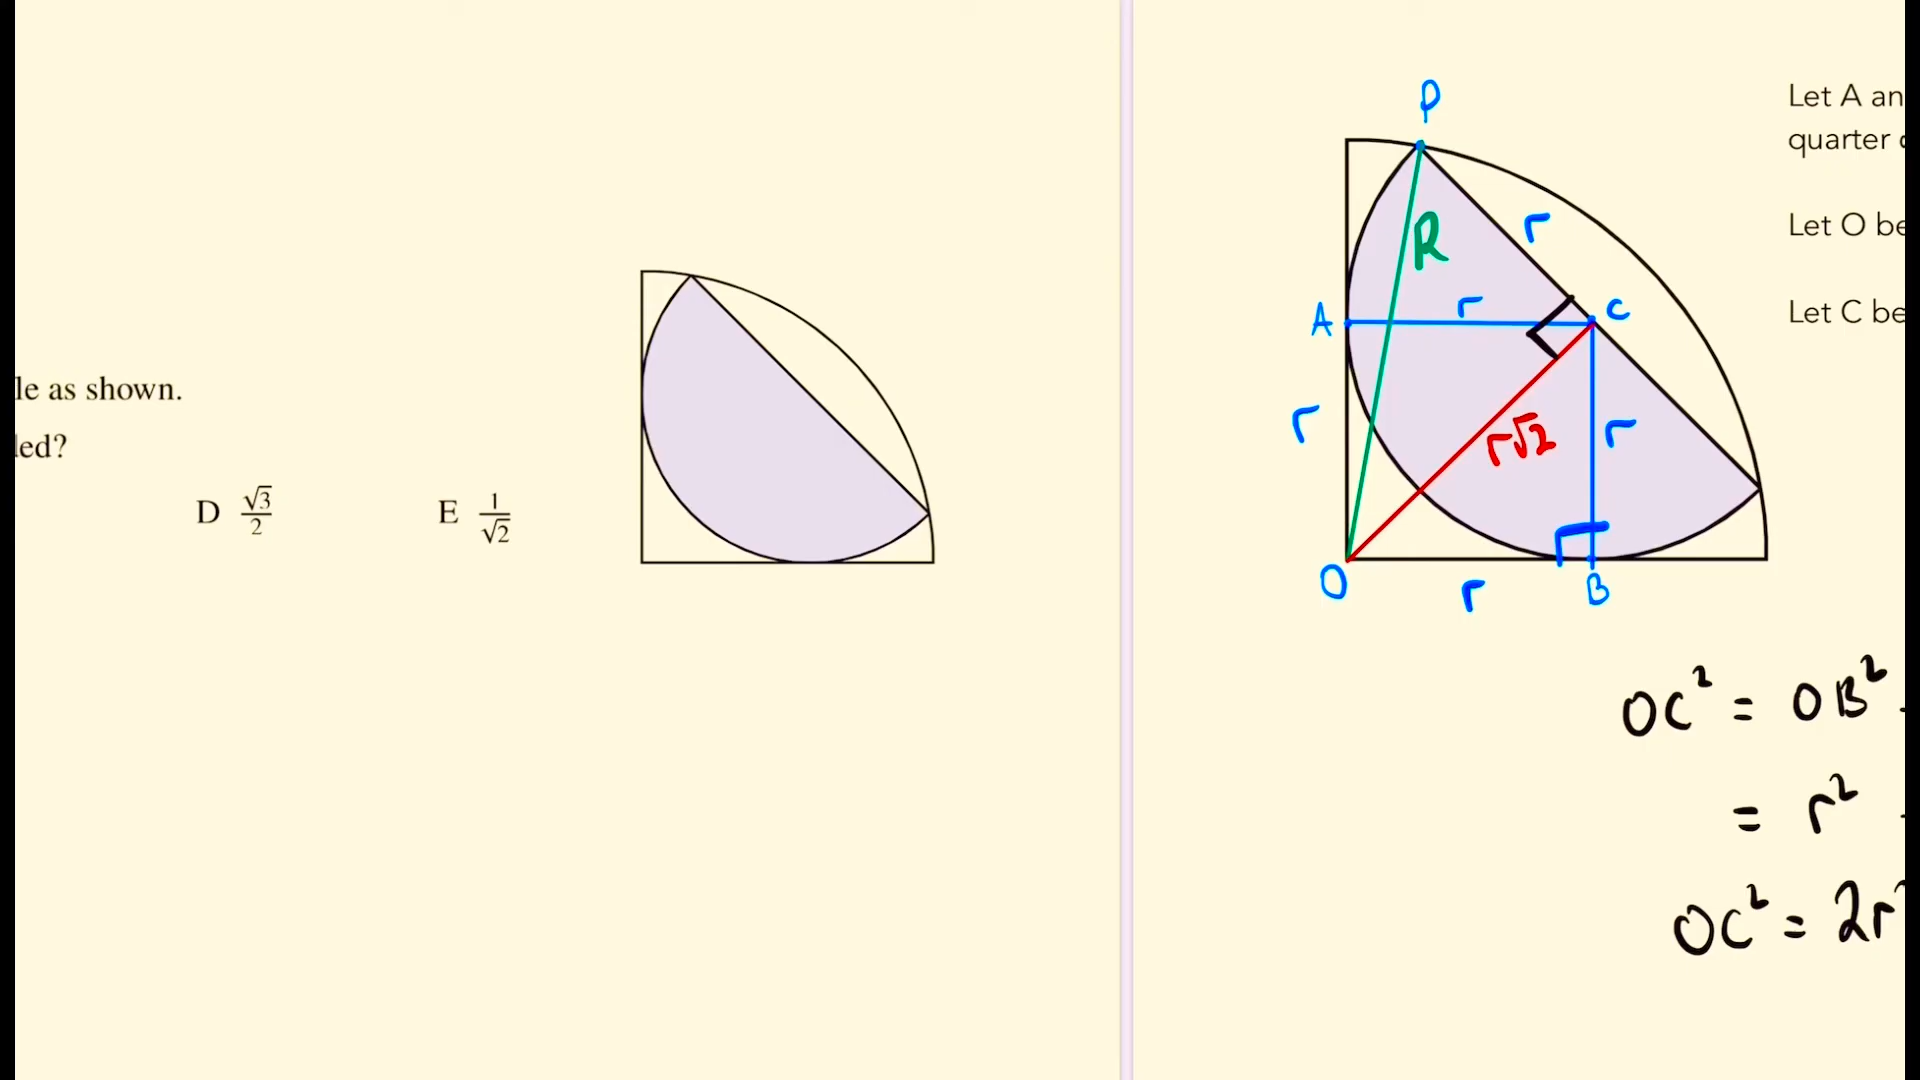 le as shown.
led?
D √3/2
E 1/√2
P
R
r
A
r
C
r
r√2
r
O
r
B
Let A an
quarter
Let O be
Let C be
OC² = OB²
= r²
OC² = 2r²